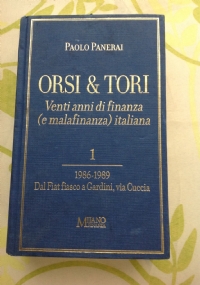 PAOLO PANERAI
ORSI & TORI
Venti anni di finanza
(e malafinanza) italiana
1
1986-1989
Dal Fiat fiasco a Gardini, via Cuccia
MILANO